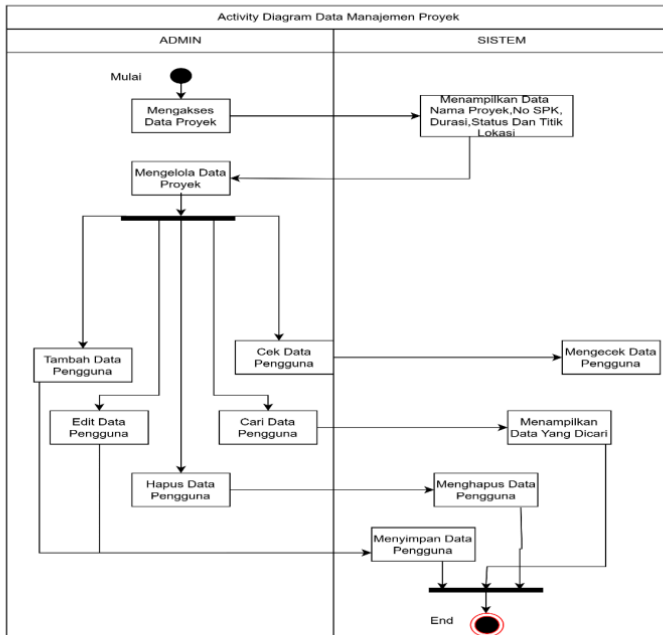 Activity Diagram Data Manajemen Proyek
ADMIN
SISTEM
Mulai
Mengakses
Data Proyek
Menampilkan Data
Nama Proyek,No SPK,
Durasi,Status Dan Titik
Lokasi
Mengelola Data
Proyek
Tambah Data
Pengguna
Cek Data
Pengguna
Mengecek Data
Pengguna
Edit Data
Pengguna
Cari Data
Pengguna
Menampilkan
Data Yang Dicari
Hapus Data
Pengguna
Menghapus Data
Pengguna
Menyimpan Data
Pengguna
End